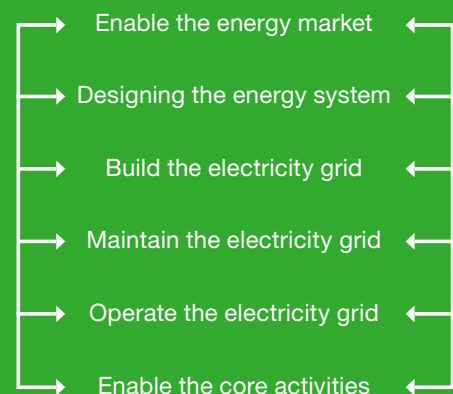 Enable the energy market
Designing the energy system
Build the electricity grid
Maintain the electricity grid
Operate the electricity grid
Enable the core activities